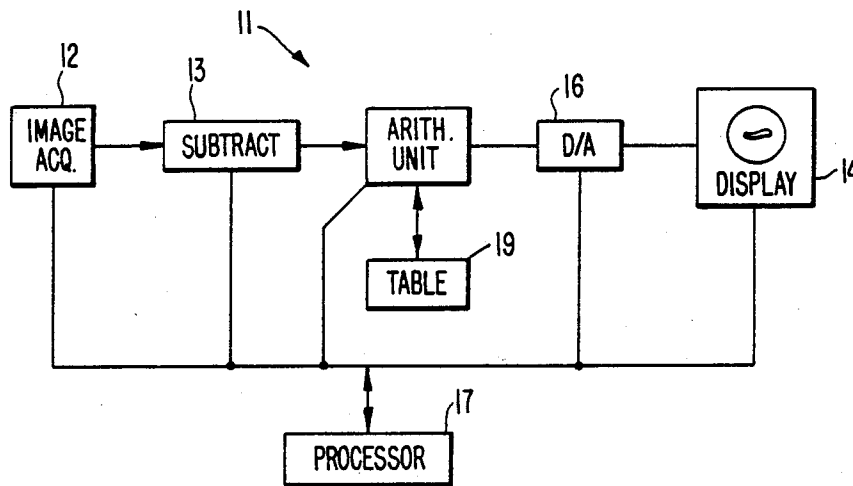 11
12
13
16
IMAGE
ACQ.
SUBTRACT
ARITH.
UNIT
D/A
DISPLAY
14
TABLE
19
PROCESSOR
17